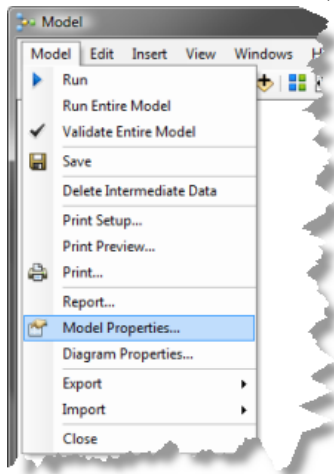 Model
Model Edit Insert View Windows H
Run
Run Entire Model
Validate Entire Model
Save
Delete Intermediate Data
Print Setup...
Print Preview...
Print...
Report...
Model Properties...
Diagram Properties...
Export
Import
Close